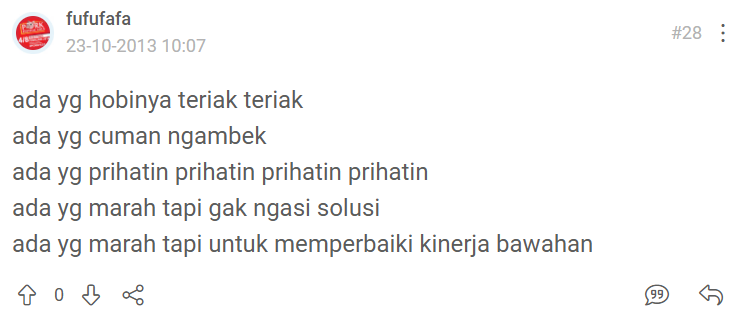 fufufafa
23-10-2013 10:07
#28
ada yg hobinya teriak teriak
ada yg cuman ngambek
ada yg prihatin prihatin prihatin prihatin
ada yg marah tapi gak ngasi solusi
ada yg marah tapi untuk memperbaiki kinerja bawahan
0